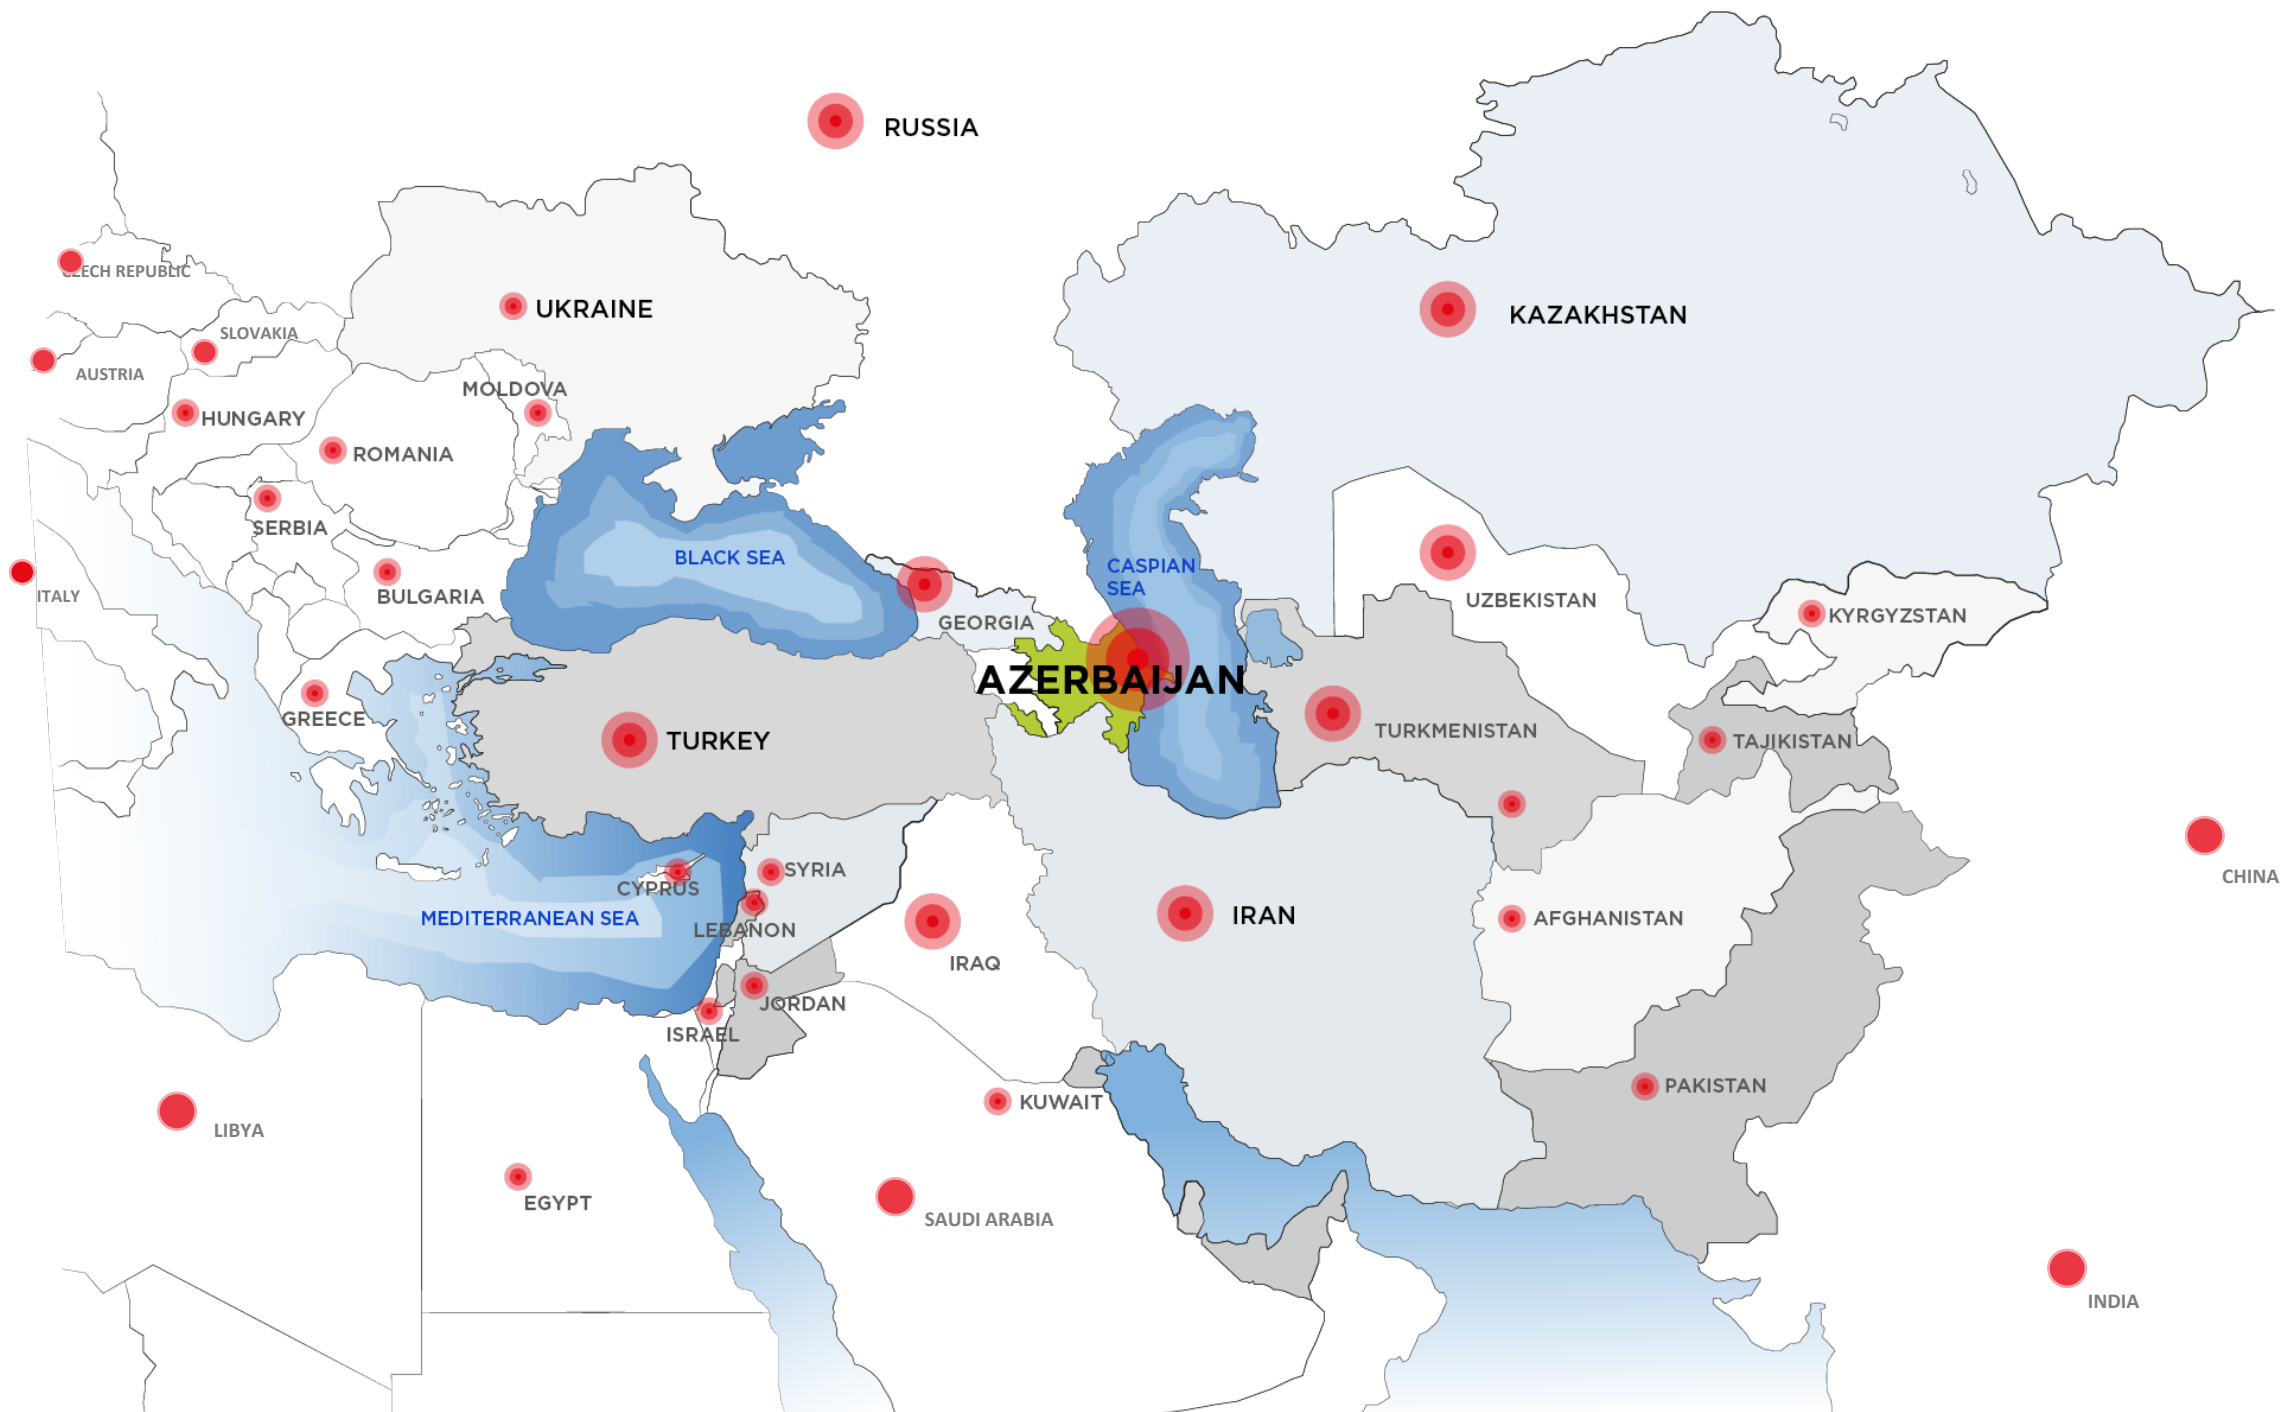 RUSSIA
CZECH REPUBLIC
UKRAINE
KAZAKHSTAN
SLOVAKIA
AUSTRIA
MOLDOVA
HUNGARY
ROMANIA
SERBIA
BLACK SEA
CASPIAN
SEA
ITALY
BULGARIA
UZBEKISTAN
GEORGIA
KYRGYZSTAN
AZERBAIJAN
GREECE
TURKEY
TURKMENISTAN
TAJIKISTAN
SYRIA
CHINA
CYPRUS
MEDITERRANEAN SEA
LEBANON
IRAN
AFGHANISTAN
IRAQ
JORDAN
ISRAEL
PAKISTAN
KUWAIT
LIBYA
EGYPT
SAUDI ARABIA
INDIA